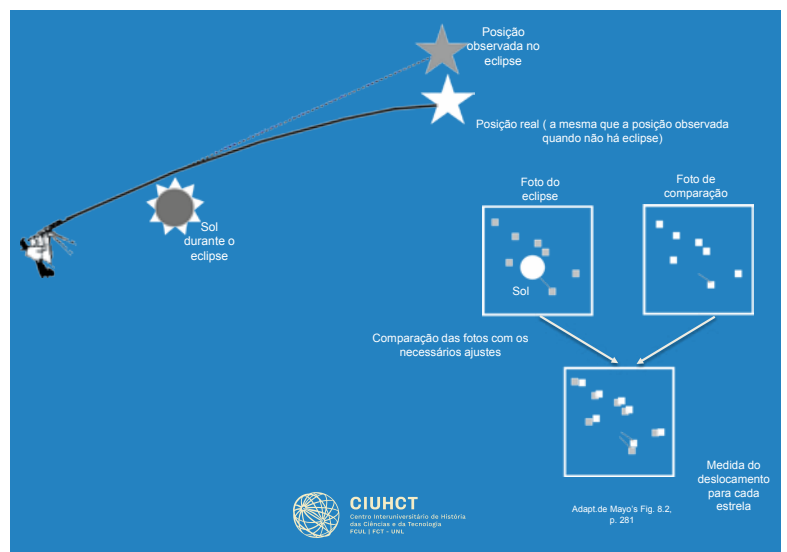 Posição
observada no
eclipse
Posição real ( a mesma que a posição observada
quando não há eclipse)
Sol
durante o
eclipse
Foto do
eclipse
Foto de
comparação
Sol
Comparação das fotos com os
necessários ajustes
Medida do
deslocamento
para cada
estrela
Adapt.de Mayo's Fig. 8.2,
p. 281
CIUHCT
Centro Interuniversitário de História
das Ciências e da Tecnologia
FCUL | FCT - UNL